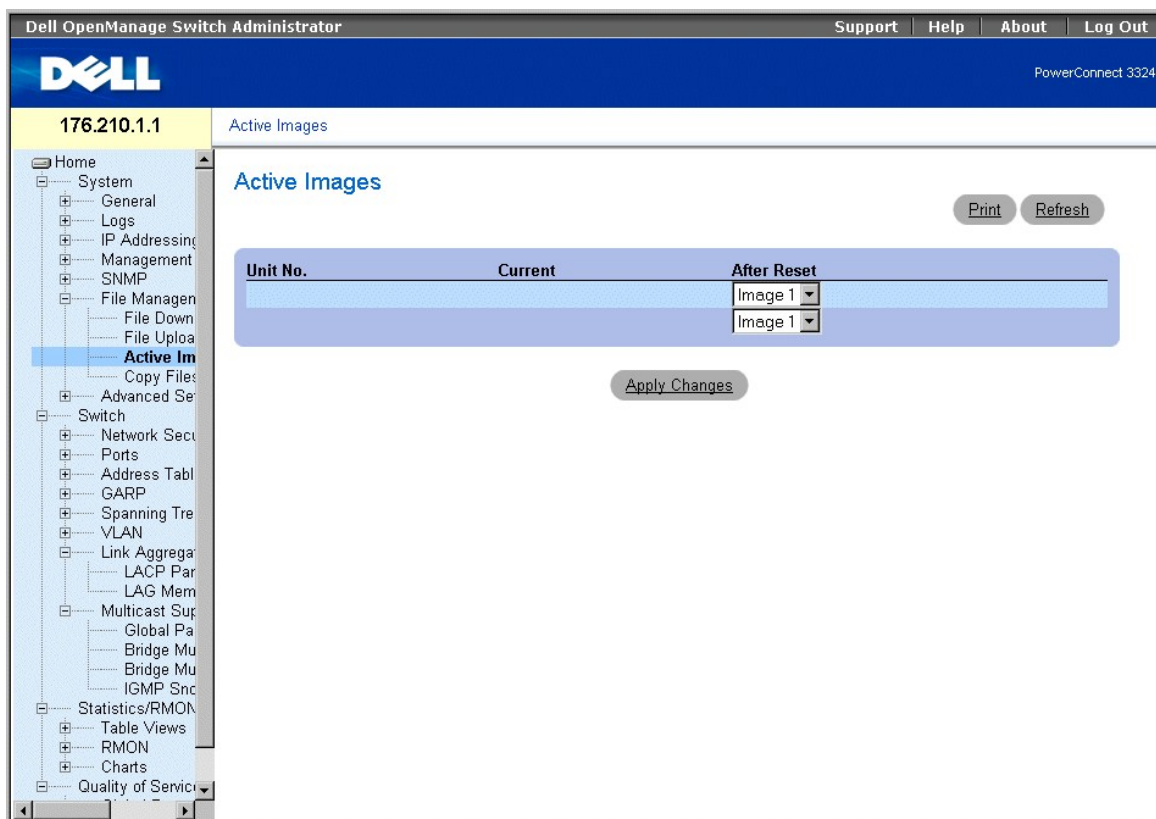 Dell OpenManage Switch Administrator
Support | Help | About | Log Out
DELL
PowerConnect 3324
176.210.1.1
Active Images
Home
System
General
Logs
IP Addressing
Management
SNMP
File Managen
File Down
File Uploa
Active Im
Copy Files
Advanced Se
Switch
Network Secu
Ports
Address Tabl
GARP
Spanning Tre
VLAN
Link Aggrega
LACP Par
LAG Mem
Multicast Sup
Global Pa
Bridge Mu
Bridge Mu
IGMP Sno
Statistics/RMON
Table Views
RMON
Charts
Quality of Servic
Active Images
Print Refresh
Unit No. Current After Reset
Image 1
Image 1
Apply Changes